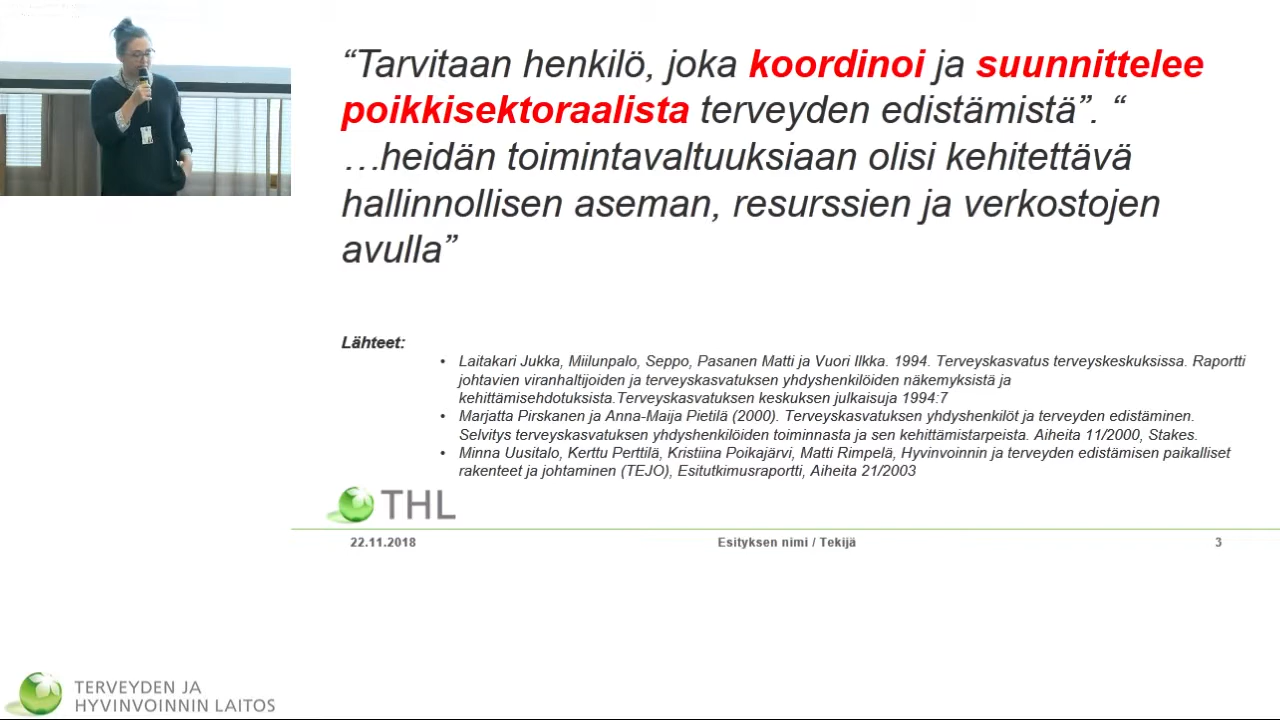 “Tarvitaan henkilö, joka koordinoi ja suunnittelee
poikkisektoraalista terveyden edistämistä”. “
…heidän toimintavaltuuksiaan olisi kehitettävä
hallinnollisen aseman, resurssien ja verkostojen
avulla”
Lähteet:
• Laitakari Jukka, Miilunpalo, Seppo, Pasanen Matti ja Vuori Ilkka. 1994. Terveyskasvatus terveyskeskuksissa. Raportti
johtavien viranhaltijoiden ja terveyskasvatuksen yhdyshenkilöiden näkemyksistä ja
kehittämisehdotuksista.Terveyskasvatuksen keskuksen julkaisuja 1994:7
• Marjatta Pirskanen ja Anna-Maija Pietilä (2000). Terveyskasvatuksen yhdyshenkilöt ja terveyden edistäminen.
Selvitys terveyskasvatuksen yhdyshenkilöiden toiminnasta ja sen kehittämistarpeista. Aiheita 11/2000, Stakes.
• Minna Uusitalo, Kerttu Perttilä, Kristiina Poikajärvi, Matti Rimpelä, Hyvinvoinnin ja terveyden edistämisen paikalliset
rakenteet ja johtaminen (TEJO), Esitutkimusraportti, Aiheita 21/2003
THL
22.11.2018 Esityksen nimi / Tekijä 3
TERVEYDEN JA
HYVINVOINNIN LAITOS